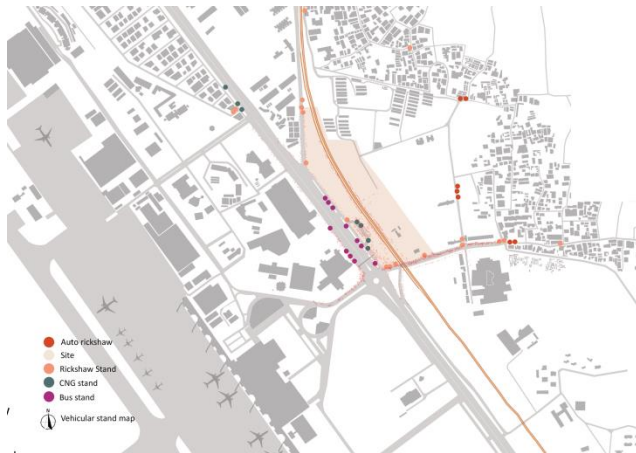 Auto rickshaw
Site
Rickshaw Stand
CNG stand
Bus stand
N
Vehicular stand map